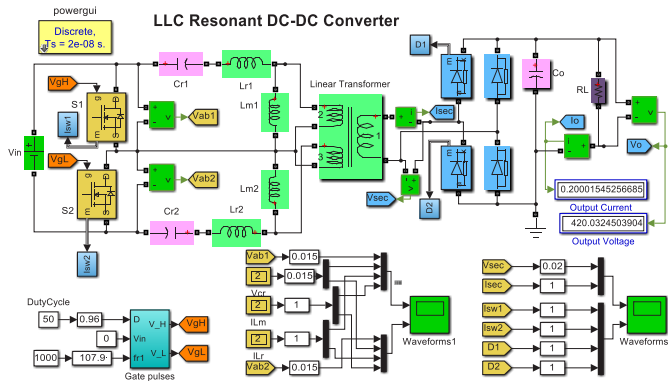 powergui
Discrete,
Ts = 2e-08 s.
LLC Resonant DC-DC Converter
VgH
S1
g
m
Isw1
VgL
S2
g
m
Isw2
Vin
Cr1
Lr1
Lm1
Lm2
Cr2
Lr2
v
Vab1
v
Vab2
Linear Transformer
2
3
1
i
Isec
v
Vsec
D1
D2
m
m
Co
RL
Io
i
v
Vo
0.20001545256685
Output Current
420.0324503904
Output Voltage
DutyCycle
50
0.96
0
1000
107.9
D
Vin
fr1
V_H
V_L
Gate pulses
VgH
VgL
Vab1
0.015
2
0.015
Vcr
2
1
ILm
2
1
ILr
Vab2
0.015
Waveforms1
Vsec
0.02
Isec
1
Isw1
1
Isw2
1
D1
1
D2
1
Waveforms